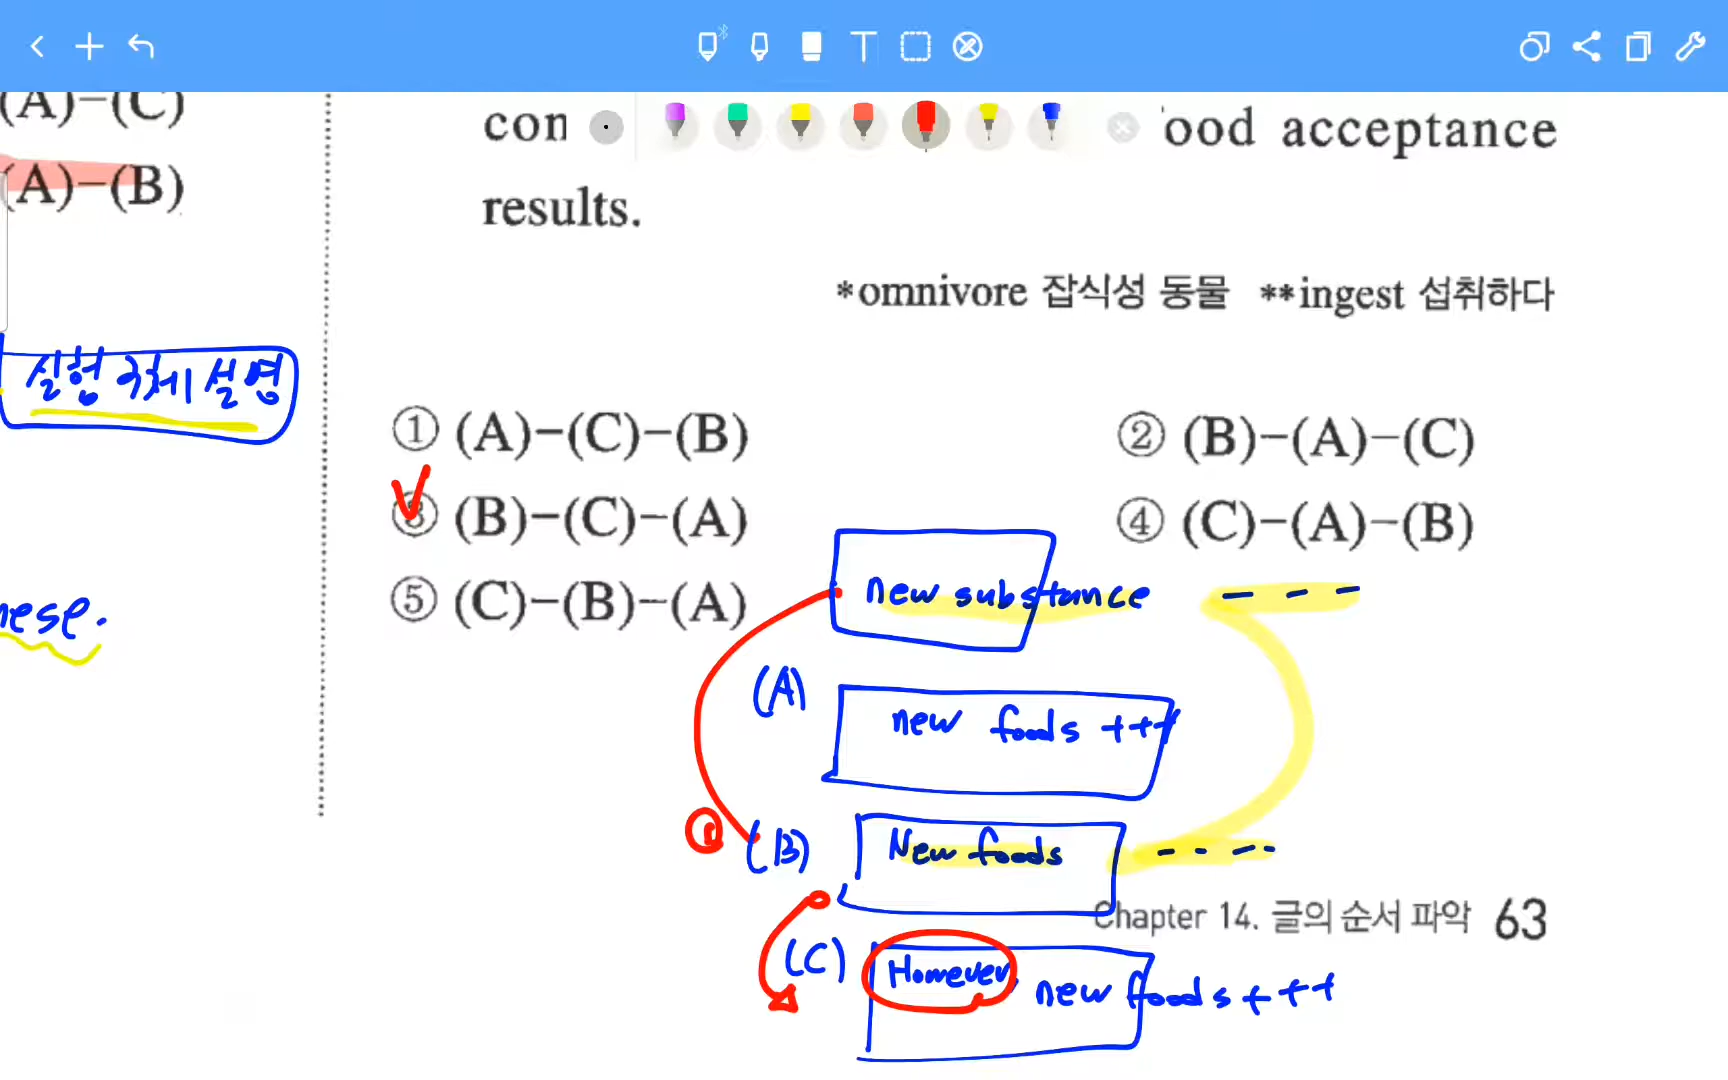 (A)-(C)
(A)-(B)
실험 구체 설명
nese.
con
food acceptance
results.
*omnivore 잡식성 동물 **ingest 섭취하다
① (A)-(C)-(B)
② (B)-(A)-(C)
③ (B)-(C)-(A)
④ (C)-(A)-(B)
⑤ (C)-(B)-(A)
new substance - - -
(A) new foods +++
① (B) New foods - - - -
(C) However, new foods +++
Chapter 14. 글의 순서 파악 63